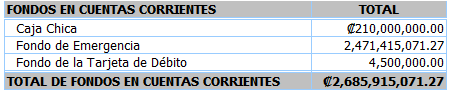 FONDOS EN CUENTAS CORRIENTES TOTAL
Caja Chica ₡210,000,000.00
Fondo de Emergencia 2,471,415,071.27
Fondo de la Tarjeta de Débito 4,500,000.00
TOTAL DE FONDOS EN CUENTAS CORRIENTES ₡2,685,915,071.27